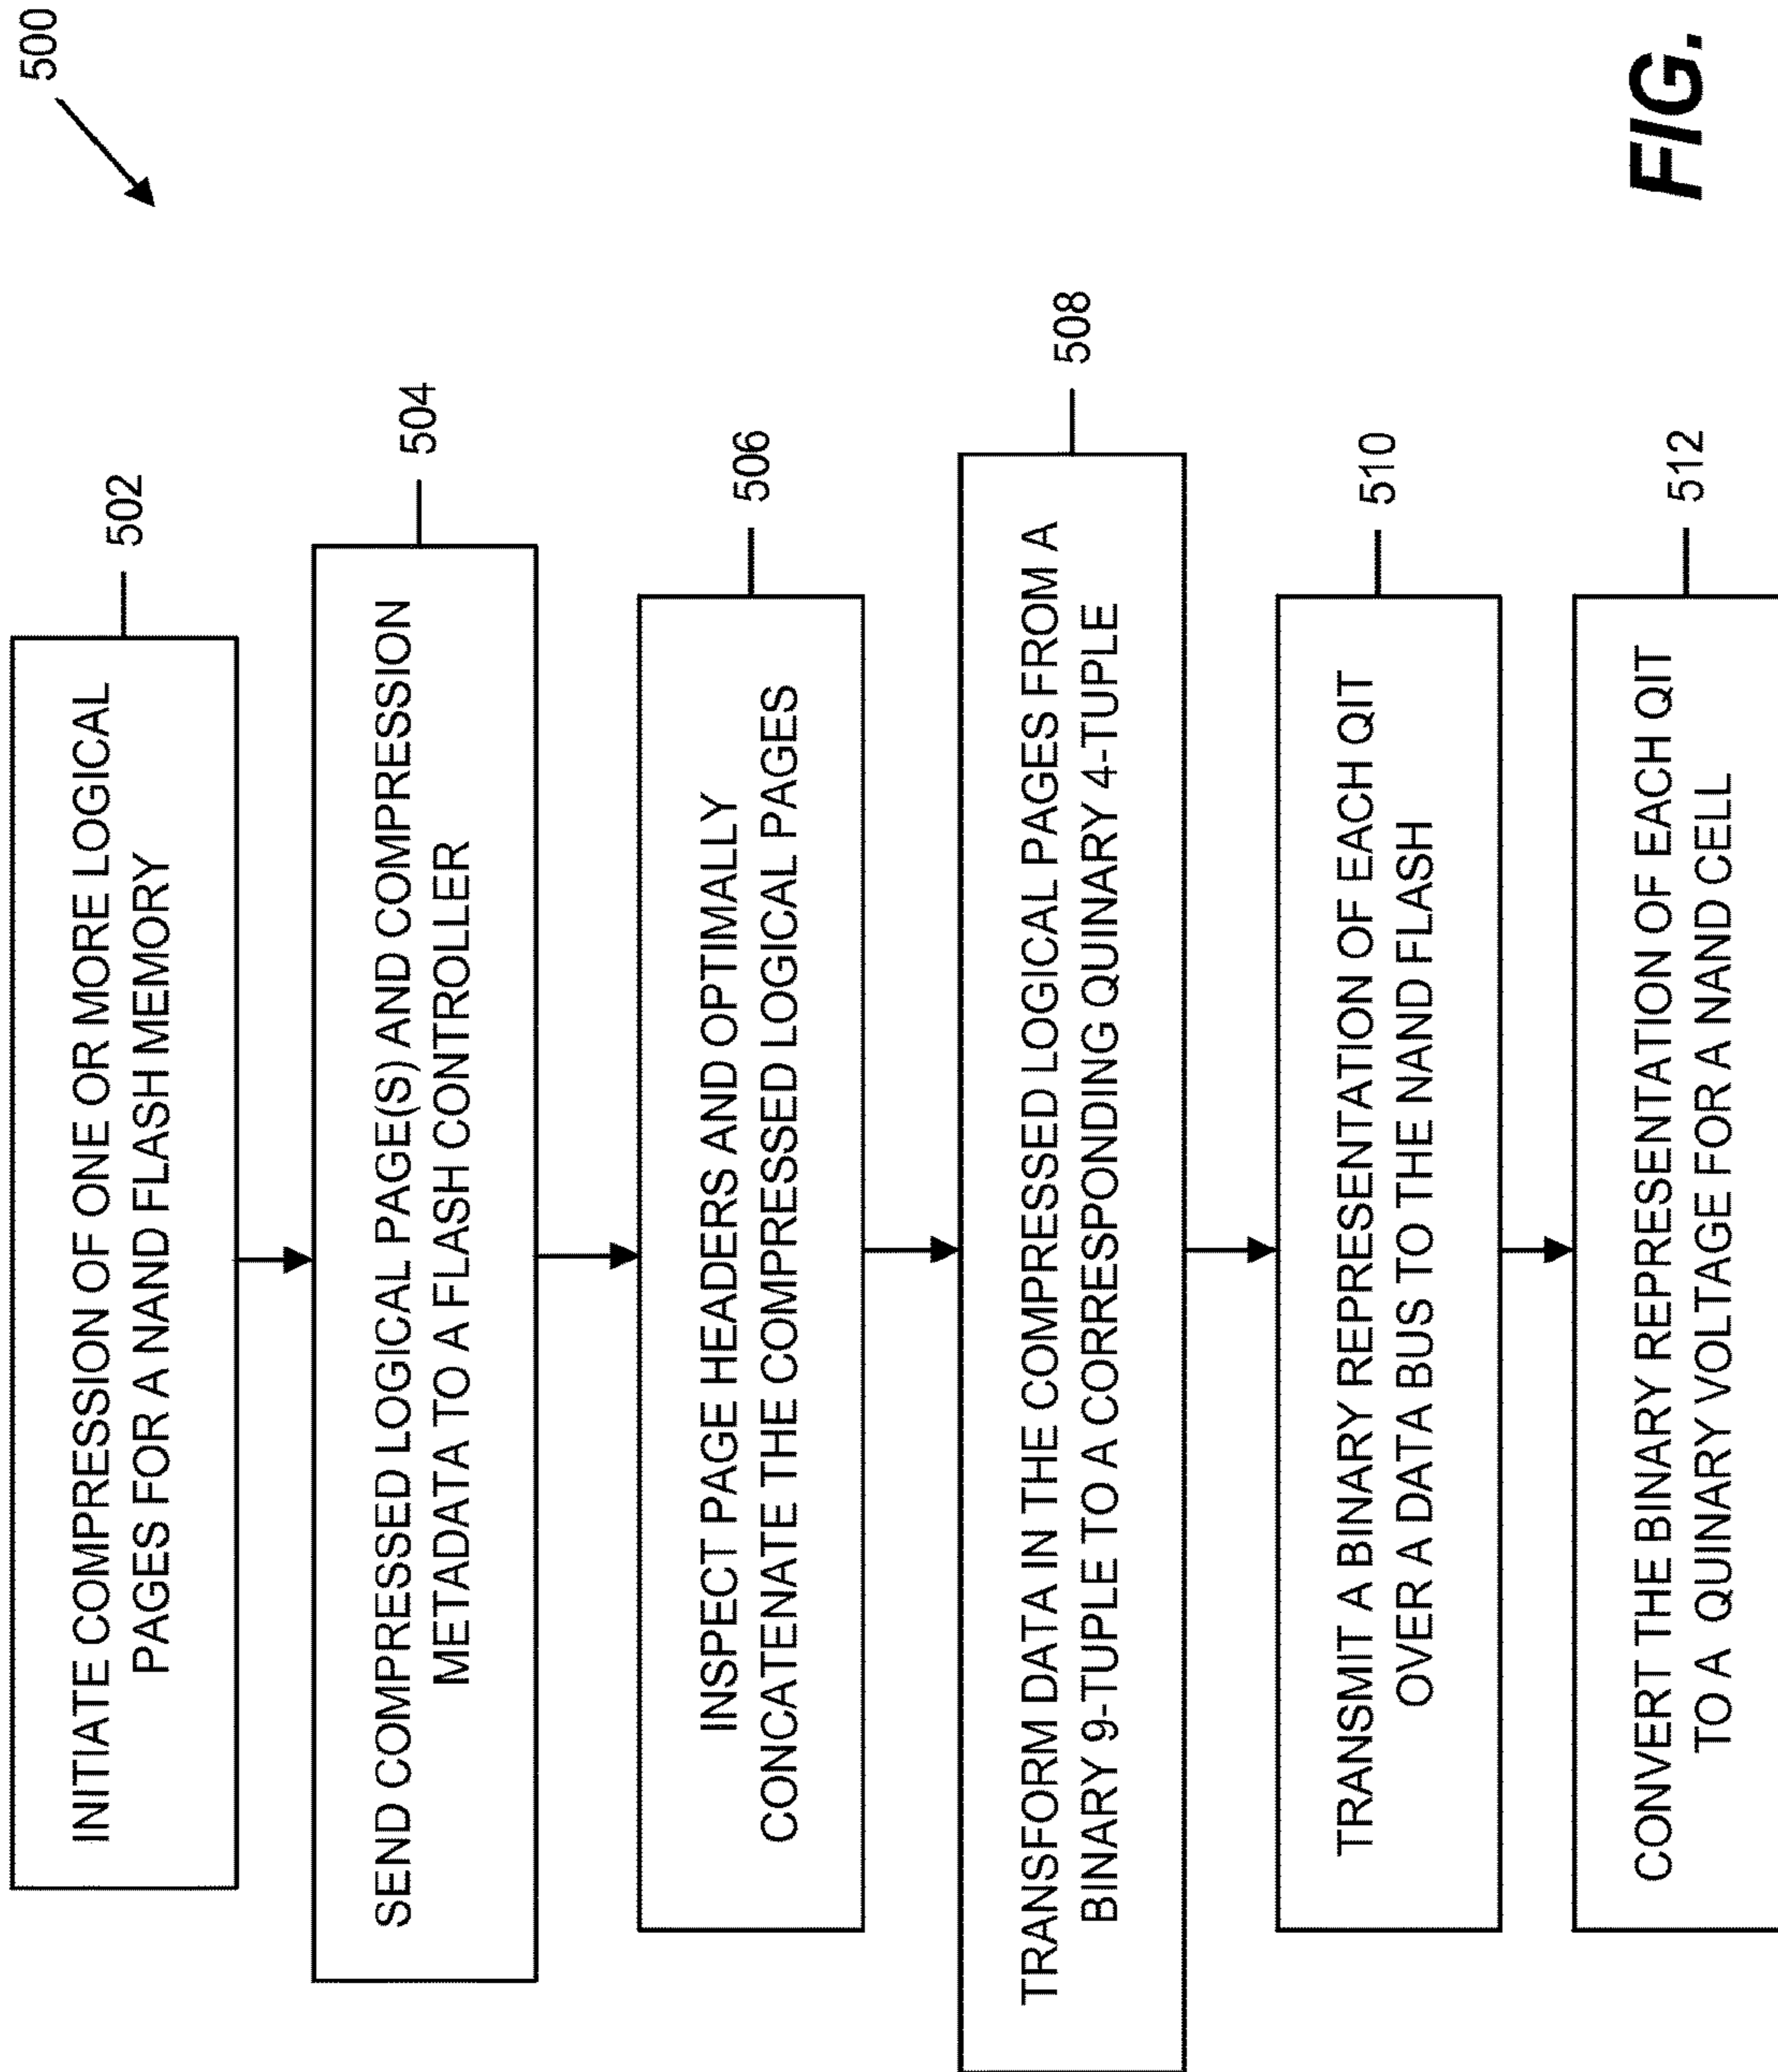 500
INITIATE COMPRESSION OF ONE OR MORE LOGICAL
PAGES FOR A NAND FLASH MEMORY
502
SEND COMPRESSED LOGICAL PAGE(S) AND COMPRESSION
METADATA TO A FLASH CONTROLLER
504
INSPECT PAGE HEADERS AND OPTIMALLY
CONCATENATE THE COMPRESSED LOGICAL PAGES
506
TRANSFORM DATA IN THE COMPRESSED LOGICAL PAGES FROM A
BINARY 9-TUPLE TO A CORRESPONDING QUINARY 4-TUPLE
508
TRANSMIT A BINARY REPRESENTATION OF EACH QIT
OVER A DATA BUS TO THE NAND FLASH
510
CONVERT THE BINARY REPRESENTATION OF EACH QIT
TO A QUINARY VOLTAGE FOR A NAND CELL
512
FIG.